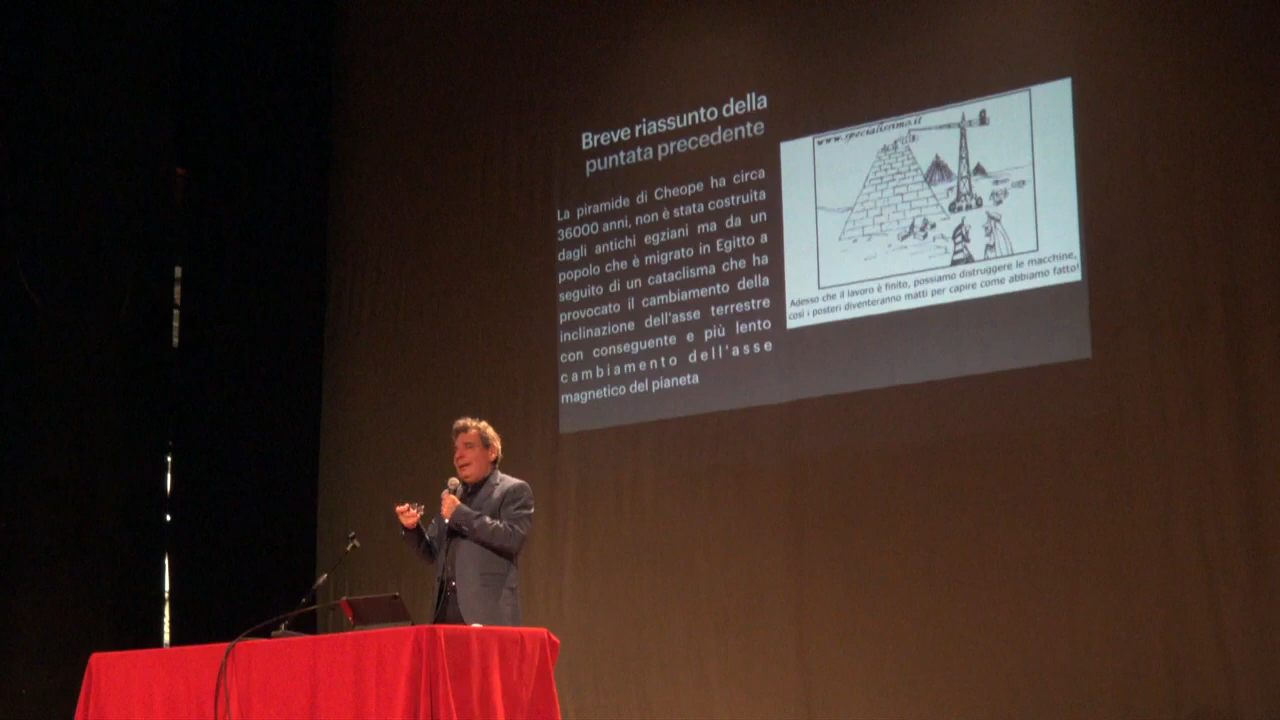 Breve riassunto della
puntata precedente
La piramide di Cheope ha circa
36000 anni, non è stata costruita
dagli antichi egziani ma da un
popolo che è migrato in Egitto a
seguito di un cataclisma che ha
provocato il cambiamento della
inclinazione dell'asse terrestre
con conseguente e più lento
cambiamento dell'asse
magnetico del pianeta
www.specialissimo.it
Adesso che il lavoro è finito, possiamo distruggere le macchine,
così i posteri diventeranno matti per capire come abbiamo fatto!